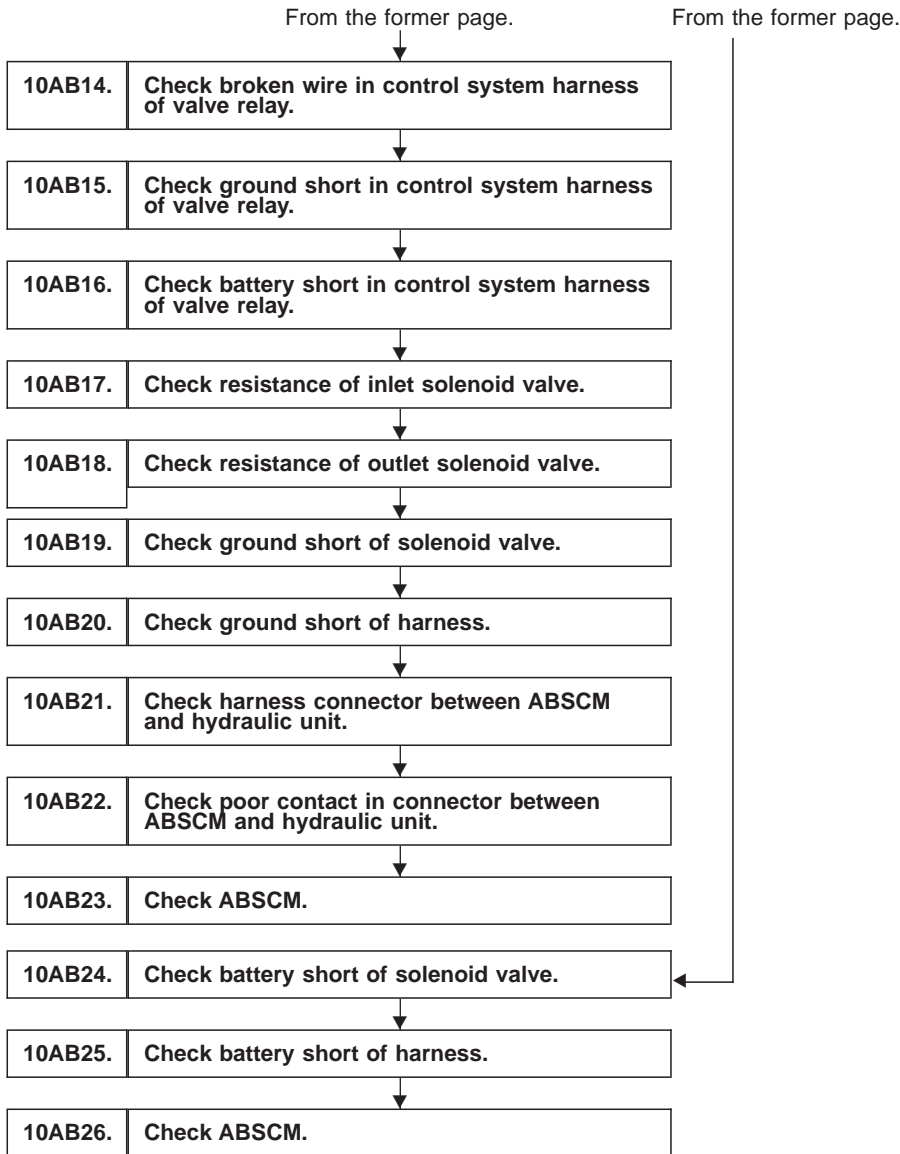 From the former page. From the former page.
10AB14. Check broken wire in control system harness
of valve relay.
10AB15. Check ground short in control system harness
of valve relay.
10AB16. Check battery short in control system harness
of valve relay.
10AB17. Check resistance of inlet solenoid valve.
10AB18. Check resistance of outlet solenoid valve.
10AB19. Check ground short of solenoid valve.
10AB20. Check ground short of harness.
10AB21. Check harness connector between ABSCM
and hydraulic unit.
10AB22. Check poor contact in connector between
ABSCM and hydraulic unit.
10AB23. Check ABSCM.
10AB24. Check battery short of solenoid valve.
10AB25. Check battery short of harness.
10AB26. Check ABSCM.